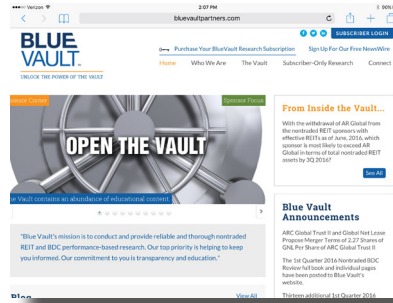 Verizon
2:07 PM
90%
bluevaultpartners.com
BLUE
VAULT
UNLOCK THE POWER OF THE VAULT
SUBSCRIBER LOGIN
Purchase Your BlueVault Research Subscription
Sign Up For Our Free NewsWire
Home
Who We Are
The Vault
Subscriber-Only Research
Connect
Sponsor Focus
OPEN THE VAULT
The Vault contains an abundance of educational content.
"Blue Vault's mission is to conduct and provide reliable and thorough nontraded
REIT and BDC performance-based research. Our top priority is helping to keep
you informed. Our commitment to you is transparency and education."
Blog
View All
From Inside the Vault...
With the withdrawal of AR Global from
the nontraded REIT sponsors with
effective REITs as of June, 2016, which
sponsor is most likely to exceed AR
Global in terms of total nontraded REIT
assets by 3Q 2016?
See All
Blue Vault
Announcements
ARC Global Trust II and Global Net Lease
Propose Merger Terms of 2.27 Shares of
GNL Per Share of ARC Global Trust II
The 1st Quarter 2016 Nontraded BDC
Review full book and individual pages
have been posted to Blue Vault's
website.
Thirteen additional 1st Quarter 2016